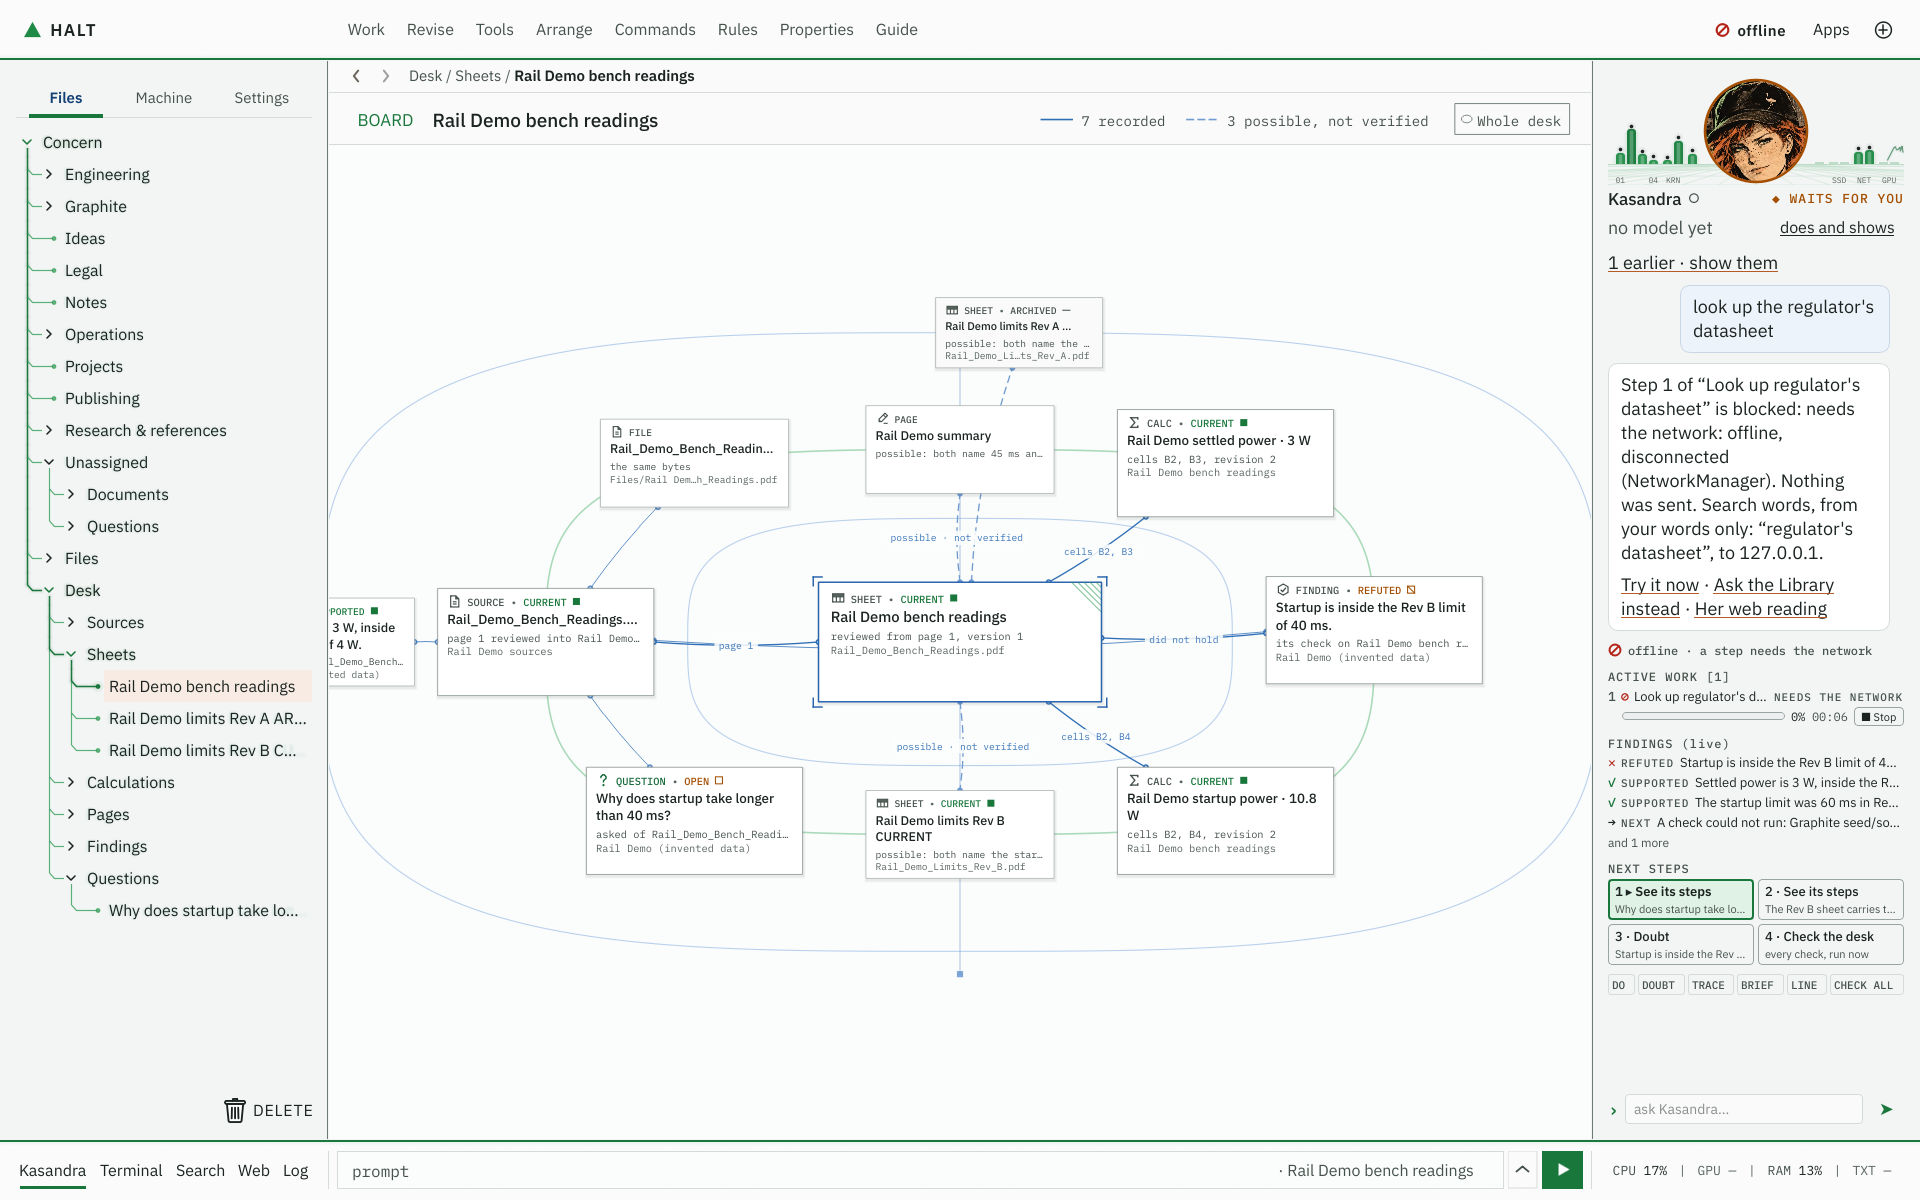 HALT
Work Revise Tools Arrange Commands Rules Properties Guide
offline Apps
Files Machine Settings
Concern
Engineering
Graphite
Ideas
Legal
Notes
Operations
Projects
Publishing
Research & references
Unassigned
Documents
Questions
Files
Desk
Sources
Sheets
Rail Demo bench readings
Rail Demo limits Rev A AR...
Rail Demo limits Rev B C...
Calculations
Pages
Findings
Questions
Why does startup take lo...
DELETE
Desk / Sheets / Rail Demo bench readings
BOARD Rail Demo bench readings
7 recorded
3 possible, not verified
Whole desk
SHEET • ARCHIVED —
Rail Demo limits Rev A ...
possible: both name the …
Rail_Demo_Li…ts_Rev_A.pdf
FILE
Rail_Demo_Bench_Readin...
the same bytes
Files/Rail Dem…h_Readings.pdf
PAGE
Rail Demo summary
possible: both name 45 ms an…
CALC • CURRENT
Rail Demo settled power · 3 W
cells B2, B3, revision 2
Rail Demo bench readings
possible · not verified
cells B2, B3
PORTED
3 W, inside
f 4 W.
l_Demo_Bench…
ted data)
SOURCE • CURRENT
Rail_Demo_Bench_Readings....
page 1 reviewed into Rail Demo…
Rail Demo sources
page 1
SHEET • CURRENT
Rail Demo bench readings
reviewed from page 1, version 1
Rail_Demo_Bench_Readings.pdf
did not hold
FINDING • REFUTED
Startup is inside the Rev B limit
of 40 ms.
its check on Rail Demo bench r…
Rail Demo (invented data)
possible · not verified
cells B2, B4
QUESTION • OPEN
Why does startup take longer
than 40 ms?
asked of Rail_Demo_Bench_Readi…
Rail Demo (invented data)
SHEET • CURRENT
Rail Demo limits Rev B
CURRENT
possible: both name the star…
Rail_Demo_Limits_Rev_B.pdf
CALC • CURRENT
Rail Demo startup power · 10.8
W
cells B2, B4, revision 2
Rail Demo bench readings
01 04 KRN SSD NET GPU
Kasandra
WAITS FOR YOU
no model yet
does and shows
1 earlier · show them
look up the regulator's
datasheet
Step 1 of “Look up regulator's
datasheet” is blocked: needs
the network: offline,
disconnected
(NetworkManager). Nothing
was sent. Search words, from
your words only: “regulator's
datasheet”, to 127.0.0.1.
Try it now · Ask the Library
instead · Her web reading
offline · a step needs the network
ACTIVE WORK [1]
1 Look up regulator's d... NEEDS THE NETWORK
0% 00:06 Stop
FINDINGS (live)
× REFUTED Startup is inside the Rev B limit of 4...
✓ SUPPORTED Settled power is 3 W, inside the R...
✓ SUPPORTED The startup limit was 60 ms in Re...
→ NEXT A check could not run: Graphite seed/so...
and 1 more
NEXT STEPS
1 ▸ See its steps
Why does startup take lo...
2 · See its steps
The Rev B sheet carries t...
3 · Doubt
Startup is inside the Rev ...
4 · Check the desk
every check, run now
DO DOUBT TRACE BRIEF LINE CHECK ALL
› ask Kasandra...
Kasandra Terminal Search Web Log
prompt
· Rail Demo bench readings
CPU 17% | GPU — | RAM 13% | TXT —